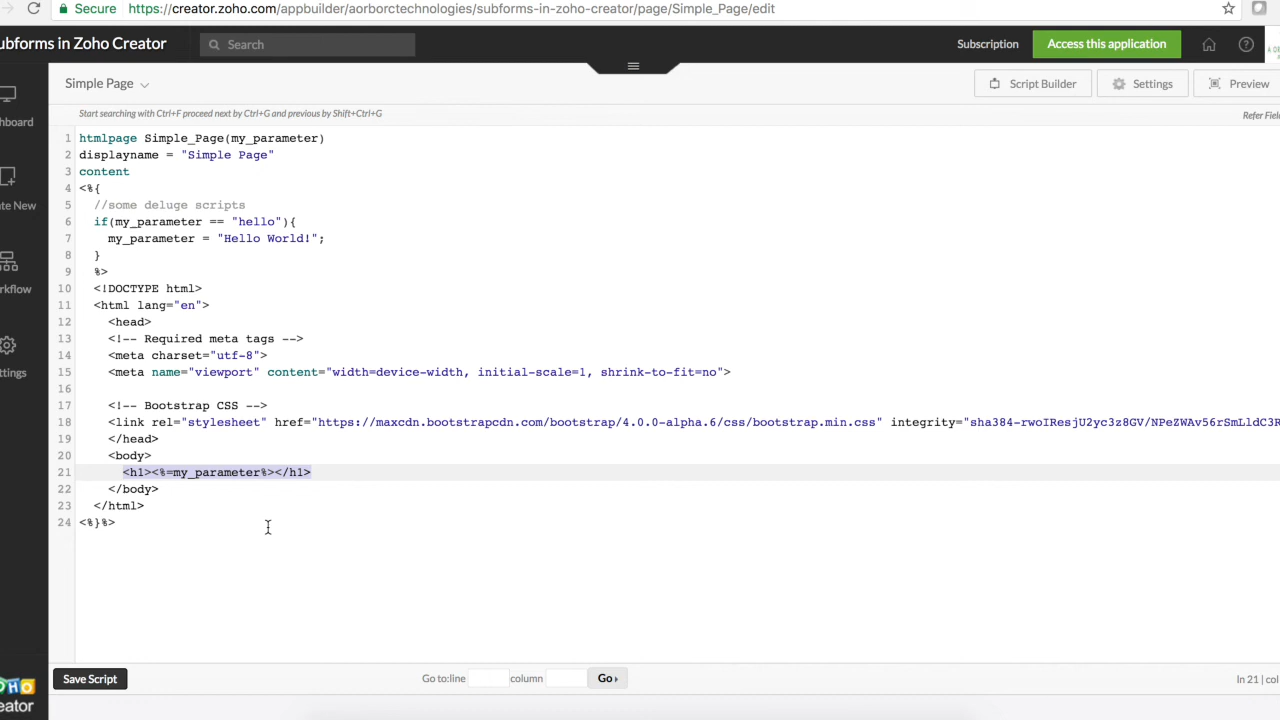 Secure https://creator.zoho.com/appbuilder/aorborctechnologies/subforms-in-zoho-creator/page/Simple_Page/edit
ubforms in Zoho Creator Search Subscription Access this application
Simple Page Script Builder Settings Preview
Start searching with Ctrl+F proceed next by Ctrl+G and previous by Shift+Ctrl+G Refer Fiel
1 htmlpage Simple_Page(my_parameter)
2 displayname = "Simple Page"
3 content
4 <%{
5 //some deluge scripts
6 if(my_parameter == "hello"){
7 my_parameter = "Hello World!";
8 }
9 %>
10 <!DOCTYPE html>
11 <html lang="en">
12 <head>
13 <!-- Required meta tags -->
14 <meta charset="utf-8">
15 <meta name="viewport" content="width=device-width, initial-scale=1, shrink-to-fit=no">
16
17 <!-- Bootstrap CSS -->
18 <link rel="stylesheet" href="https://maxcdn.bootstrapcdn.com/bootstrap/4.0.0-alpha.6/css/bootstrap.min.css" integrity="sha384-rwoIResjU2yc3z8GV/NPeZWAv56rSmLldC3R
19 </head>
20 <body>
21 <h1><%=my_parameter%></h1>
22 </body>
23 </html>
24 <%}%>
hboard
te New
rkflow
ttings
OHO
eator
Save Script Go to:line column Go
ln 21 | col